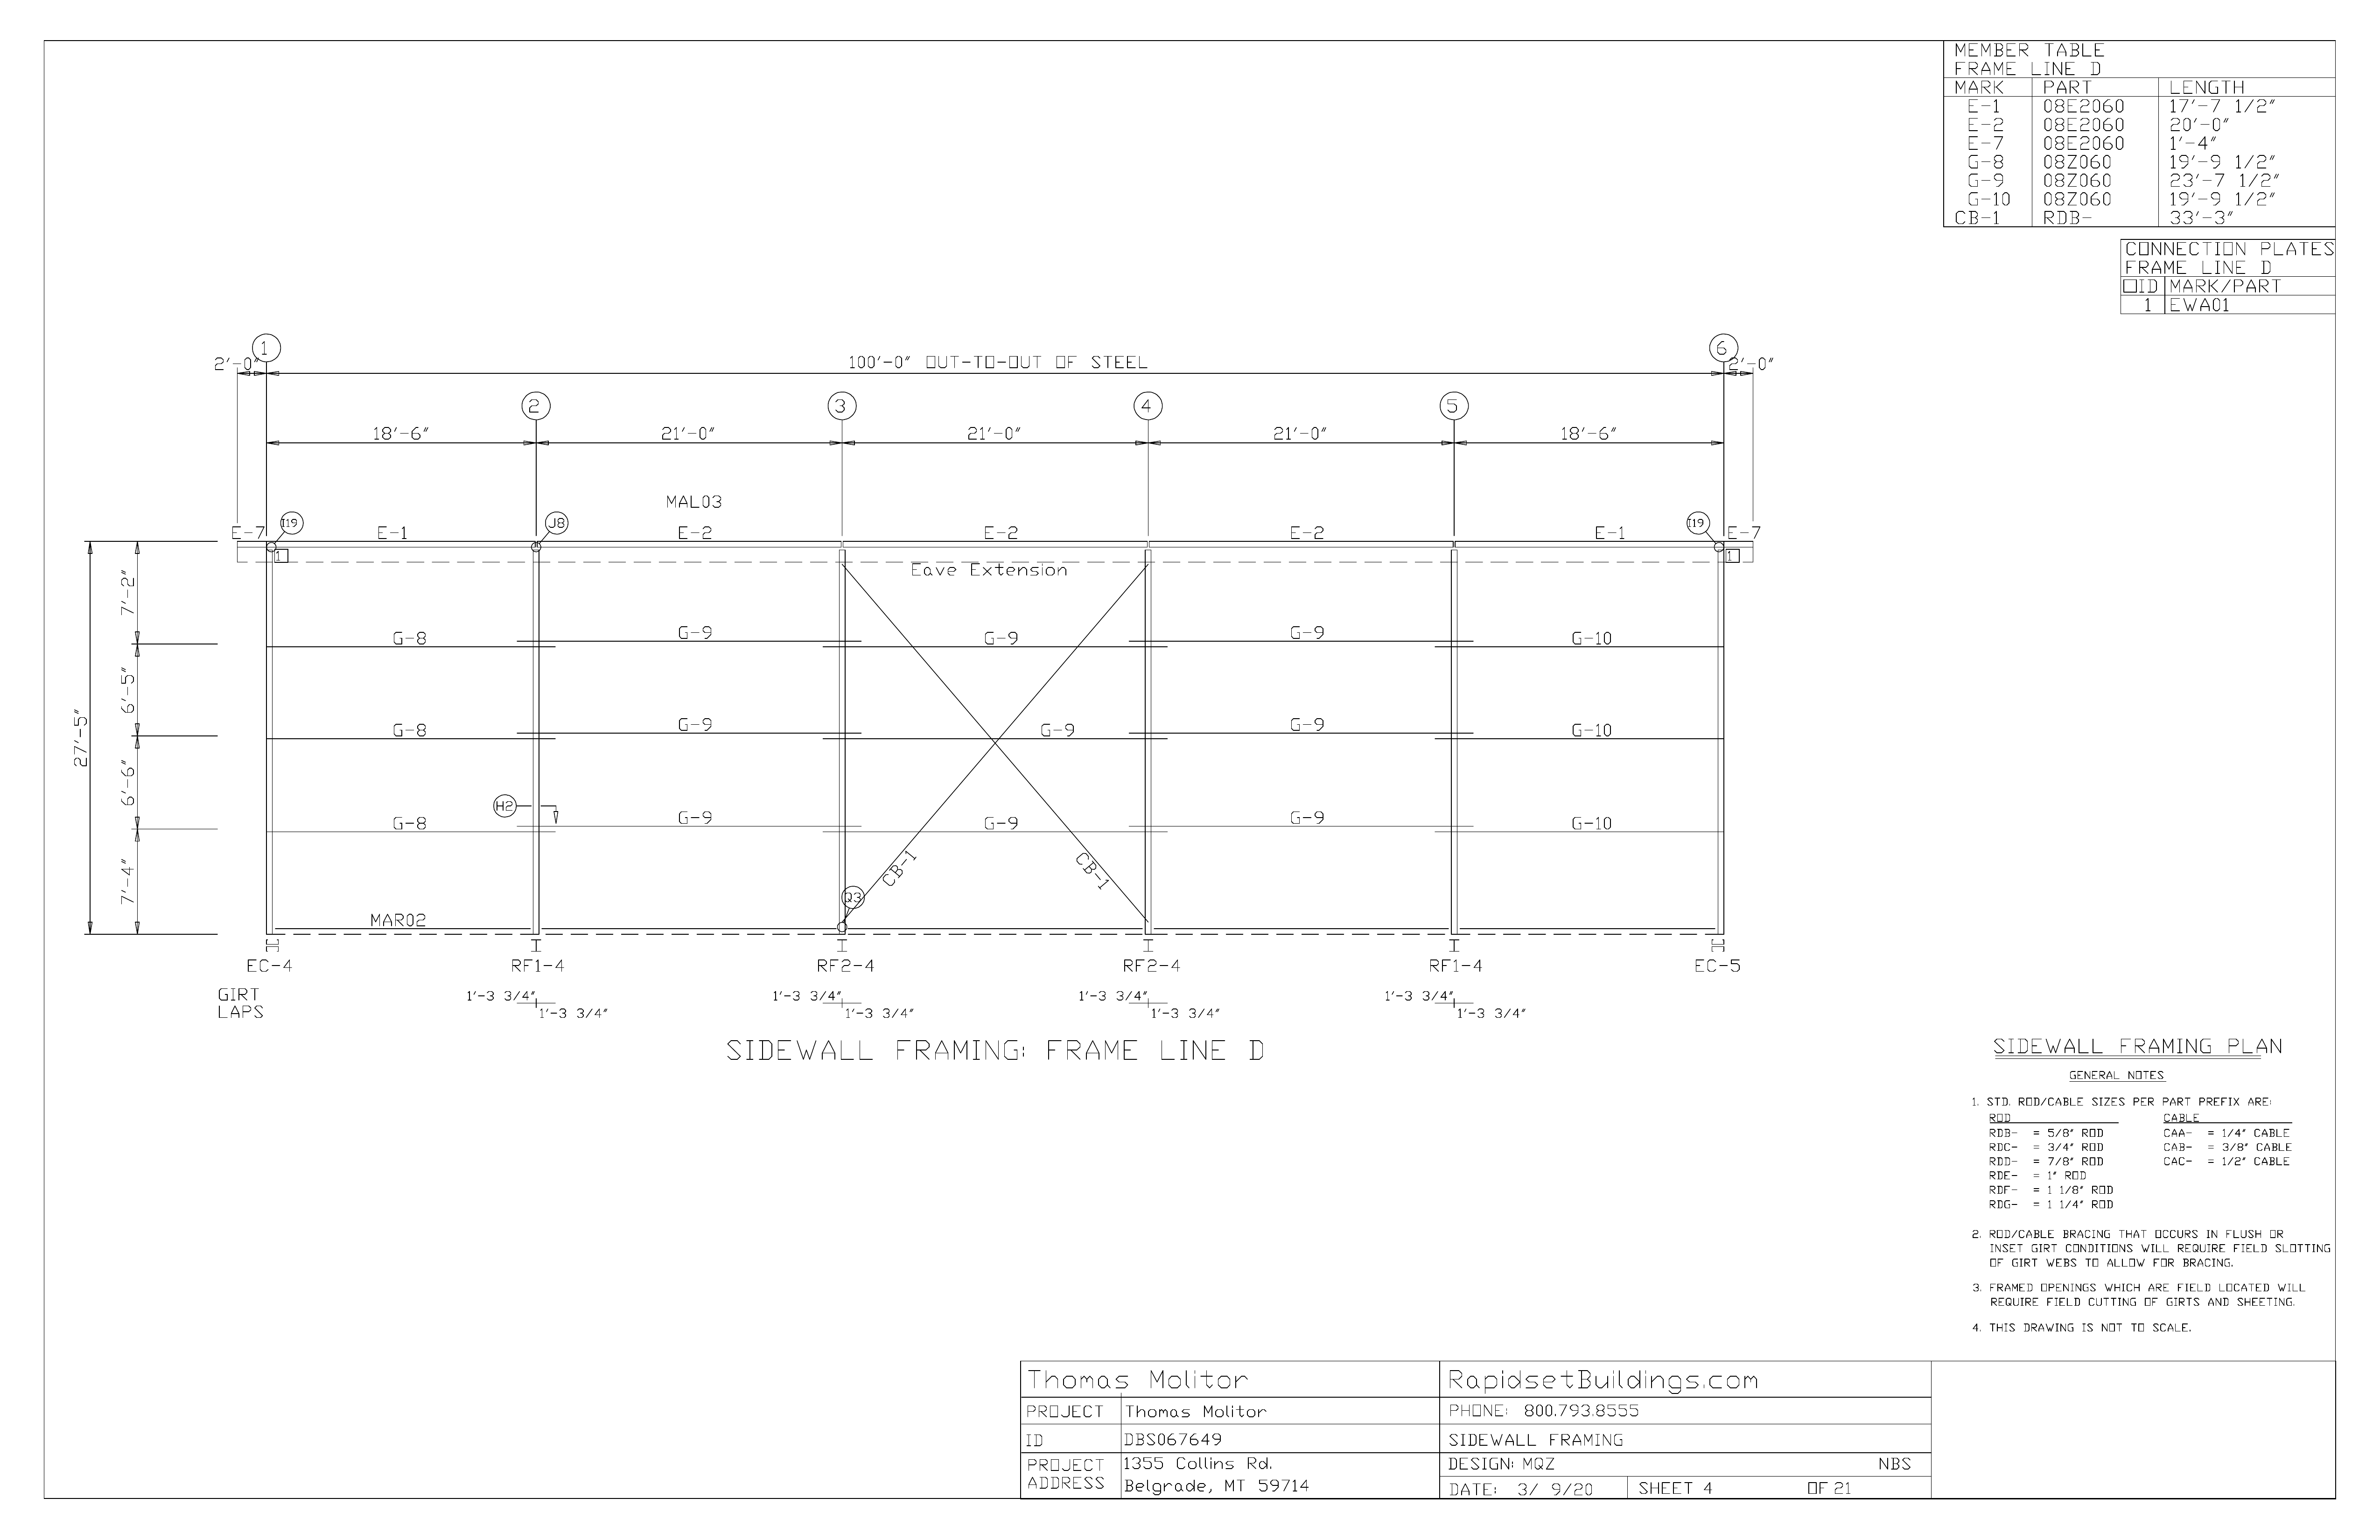 MEMBER TABLE
FRAME LINE D
MARK PART LENGTH
E-1 08E2060 17'-7 1/2"
E-2 08E2060 20'-0"
E-7 08E2060 1'-4"
G-8 08Z060 19'-9 1/2"
G-9 08Z060 23'-7 1/2"
G-10 08Z060 19'-9 1/2"
CB-1 RDB- 33'-3"
CONNECTION PLATES
FRAME LINE D
□ID MARK/PART
1 EWA01
1 6
2'-0" 100'-0" OUT-TO-OUT OF STEEL 2'-0"
2 3 4 5
18'-6" 21'-0" 21'-0" 21'-0" 18'-6"
MAL03
I19 J8 I19
E-7 E-1 E-2 E-2 E-2 E-1 E-7
1 1
Eave Extension
7'-2"
G-8 G-9 G-9 G-9 G-10
6'-5"
27'-5"
G-8 G-9 G-9 G-9 G-10
6'-6"
H2
G-8 G-9 G-9 G-9 G-10
7'-4"
CB-1 CB-1
Q3
MAR02
EC-4 RF1-4 RF2-4 RF2-4 RF1-4 EC-5
GIRT
LAPS
1'-3 3/4" 1'-3 3/4" 1'-3 3/4" 1'-3 3/4"
1'-3 3/4" 1'-3 3/4" 1'-3 3/4" 1'-3 3/4"
SIDEWALL FRAMING: FRAME LINE D
SIDEWALL FRAMING PLAN
GENERAL NOTES
1. STD. ROD/CABLE SIZES PER PART PREFIX ARE:
ROD CABLE
RDB- = 5/8" ROD CAA- = 1/4" CABLE
RDC- = 3/4" ROD CAB- = 3/8" CABLE
RDD- = 7/8" ROD CAC- = 1/2" CABLE
RDE- = 1" ROD
RDF- = 1 1/8" ROD
RDG- = 1 1/4" ROD
2. ROD/CABLE BRACING THAT OCCURS IN FLUSH OR
INSET GIRT CONDITIONS WILL REQUIRE FIELD SLOTTING
OF GIRT WEBS TO ALLOW FOR BRACING.
3. FRAMED OPENINGS WHICH ARE FIELD LOCATED WILL
REQUIRE FIELD CUTTING OF GIRTS AND SHEETING.
4. THIS DRAWING IS NOT TO SCALE.
Thomas Molitor
PROJECT Thomas Molitor
ID DBS067649
PROJECT ADDRESS 1355 Collins Rd.
Belgrade, MT 59714
RapidsetBuildings.com
PHONE: 800.793.8555
SIDEWALL FRAMING
DESIGN: MQZ NBS
DATE: 3/ 9/20 SHEET 4 OF 21